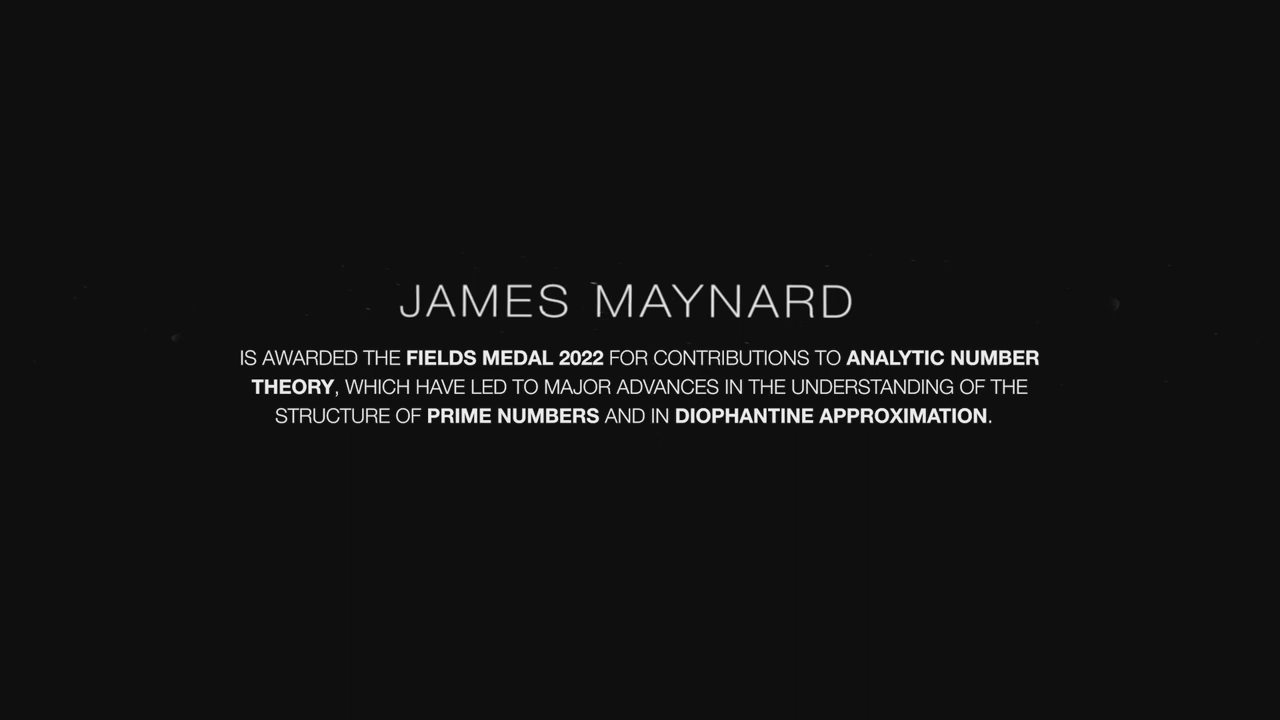 JAMES MAYNARD
IS AWARDED THE FIELDS MEDAL 2022 FOR CONTRIBUTIONS TO ANALYTIC NUMBER
THEORY, WHICH HAVE LED TO MAJOR ADVANCES IN THE UNDERSTANDING OF THE
STRUCTURE OF PRIME NUMBERS AND IN DIOPHANTINE APPROXIMATION.